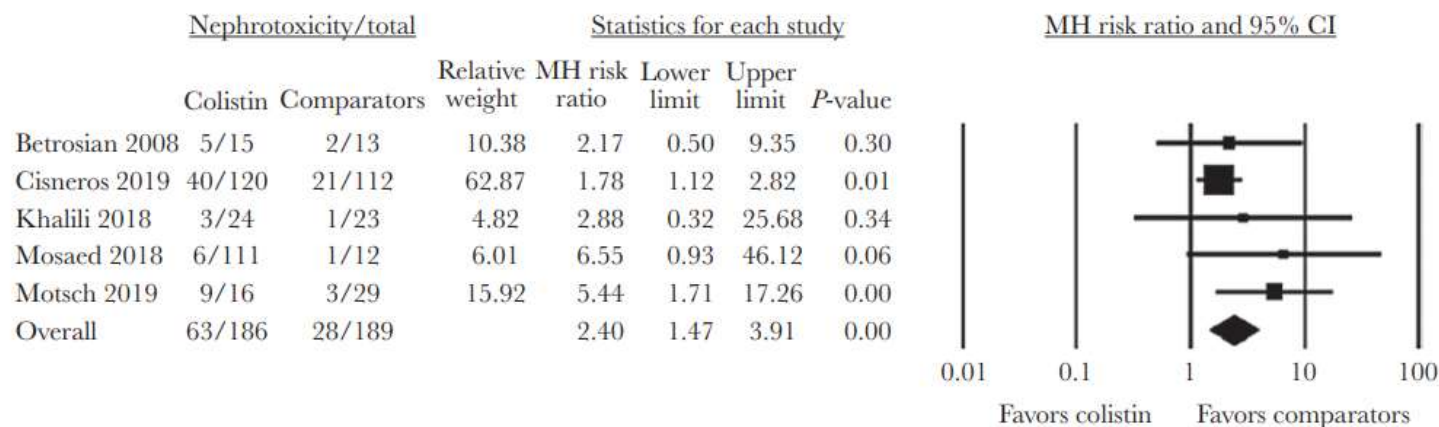 Nephrotoxicity/total Statistics for each study MH risk ratio and 95% CI
Relative MH risk Lower Upper
Colistin Comparators weight ratio limit limit P-value
Betrosian 2008 5/15 2/13 10.38 2.17 0.50 9.35 0.30
Cisneros 2019 40/120 21/112 62.87 1.78 1.12 2.82 0.01
Khalili 2018 3/24 1/23 4.82 2.88 0.32 25.68 0.34
Mosaed 2018 6/111 1/12 6.01 6.55 0.93 46.12 0.06
Motsch 2019 9/16 3/29 15.92 5.44 1.71 17.26 0.00
Overall 63/186 28/189 2.40 1.47 3.91 0.00
0.01 0.1 1 10 100
Favors colistin Favors comparators